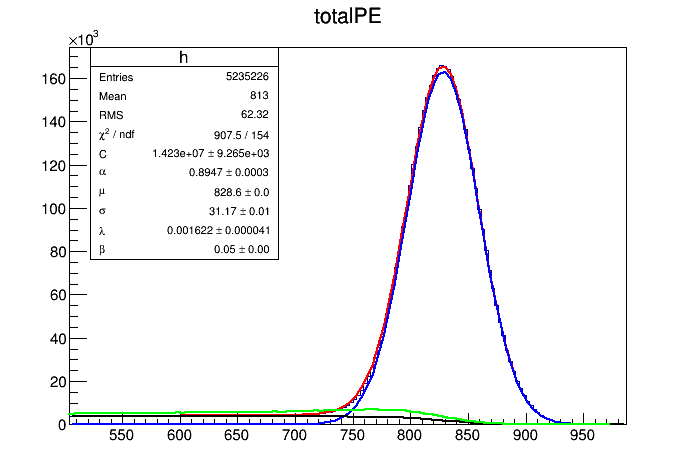 totalPE
×10³
h
Entries 5235226
Mean 813
RMS 62.32
χ² / ndf 907.5 / 154
C 1.423e+07 ± 9.265e+03
α 0.8947 ± 0.0003
μ 828.6 ± 0.0
σ 31.17 ± 0.01
λ 0.001622 ± 0.000041
β 0.05 ± 0.00
160
140
120
100
80
60
40
20
0
550 600 650 700 750 800 850 900 950